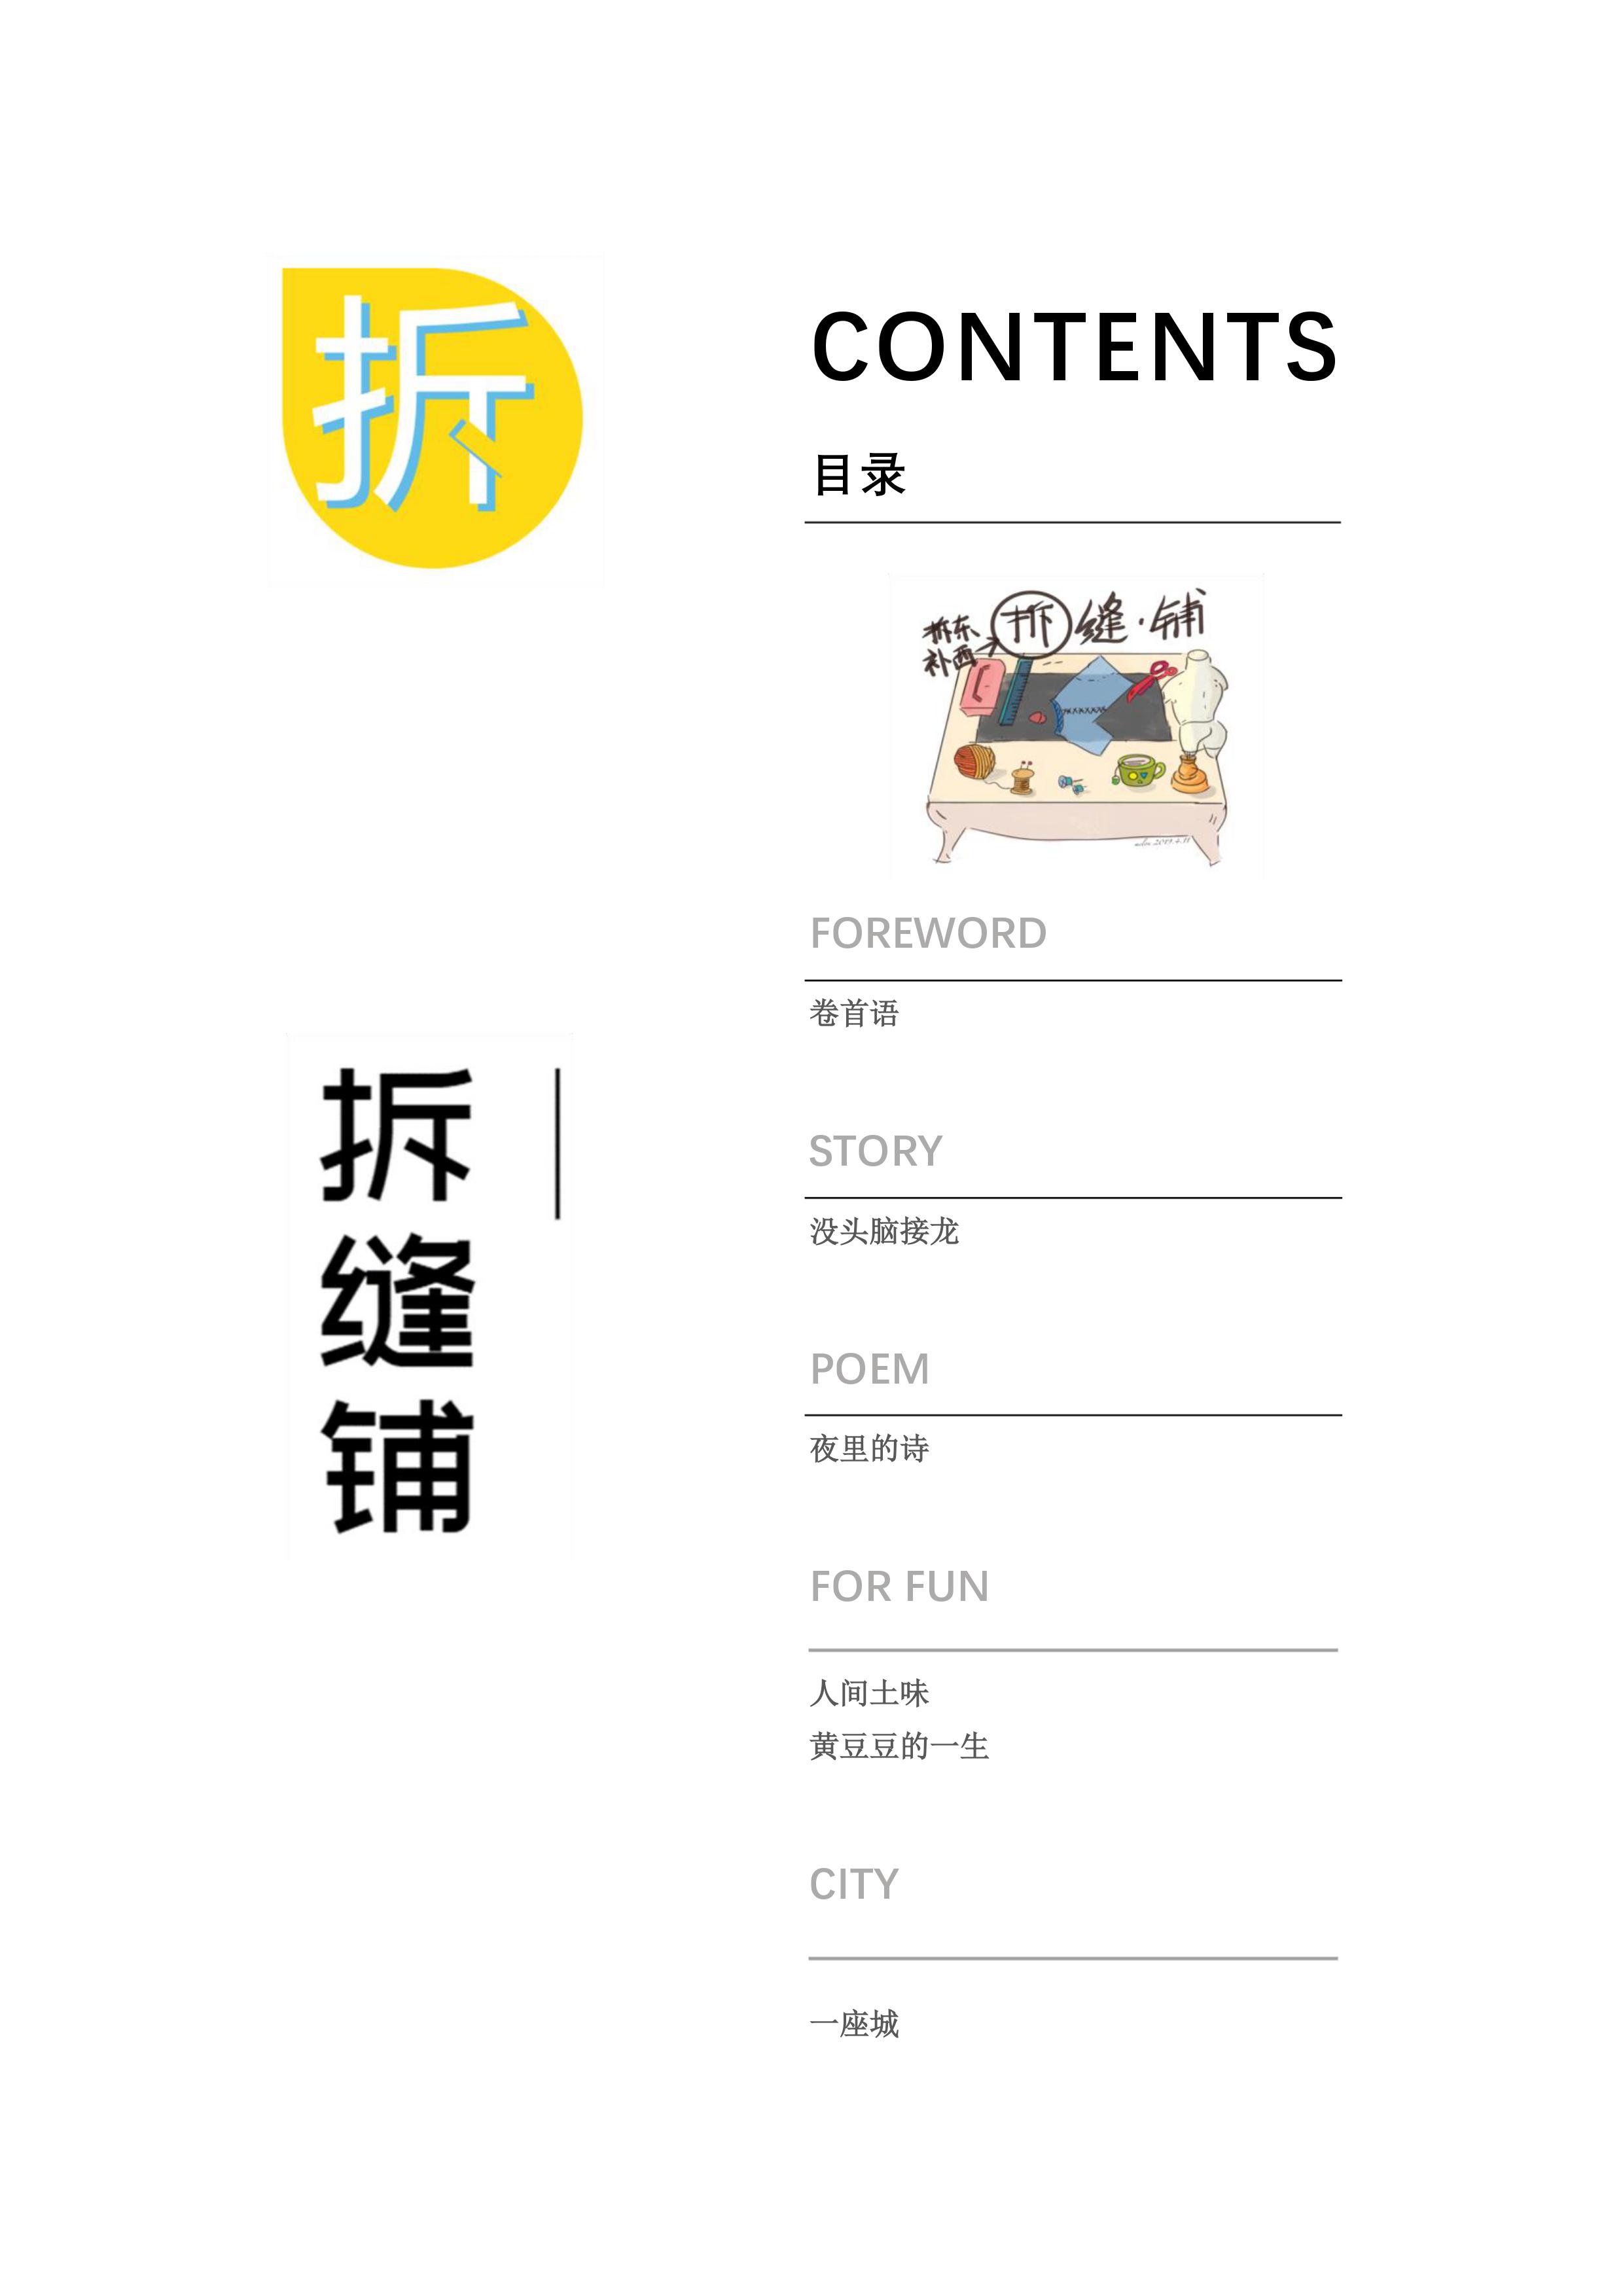 拆
拆
缝
铺
CONTENTS
目录
拆东
补西
拆缝·铺
FOREWORD
卷首语
STORY
没头脑接龙
POEM
夜里的诗
FOR FUN
人间土味
黄豆豆的一生
CITY
一座城